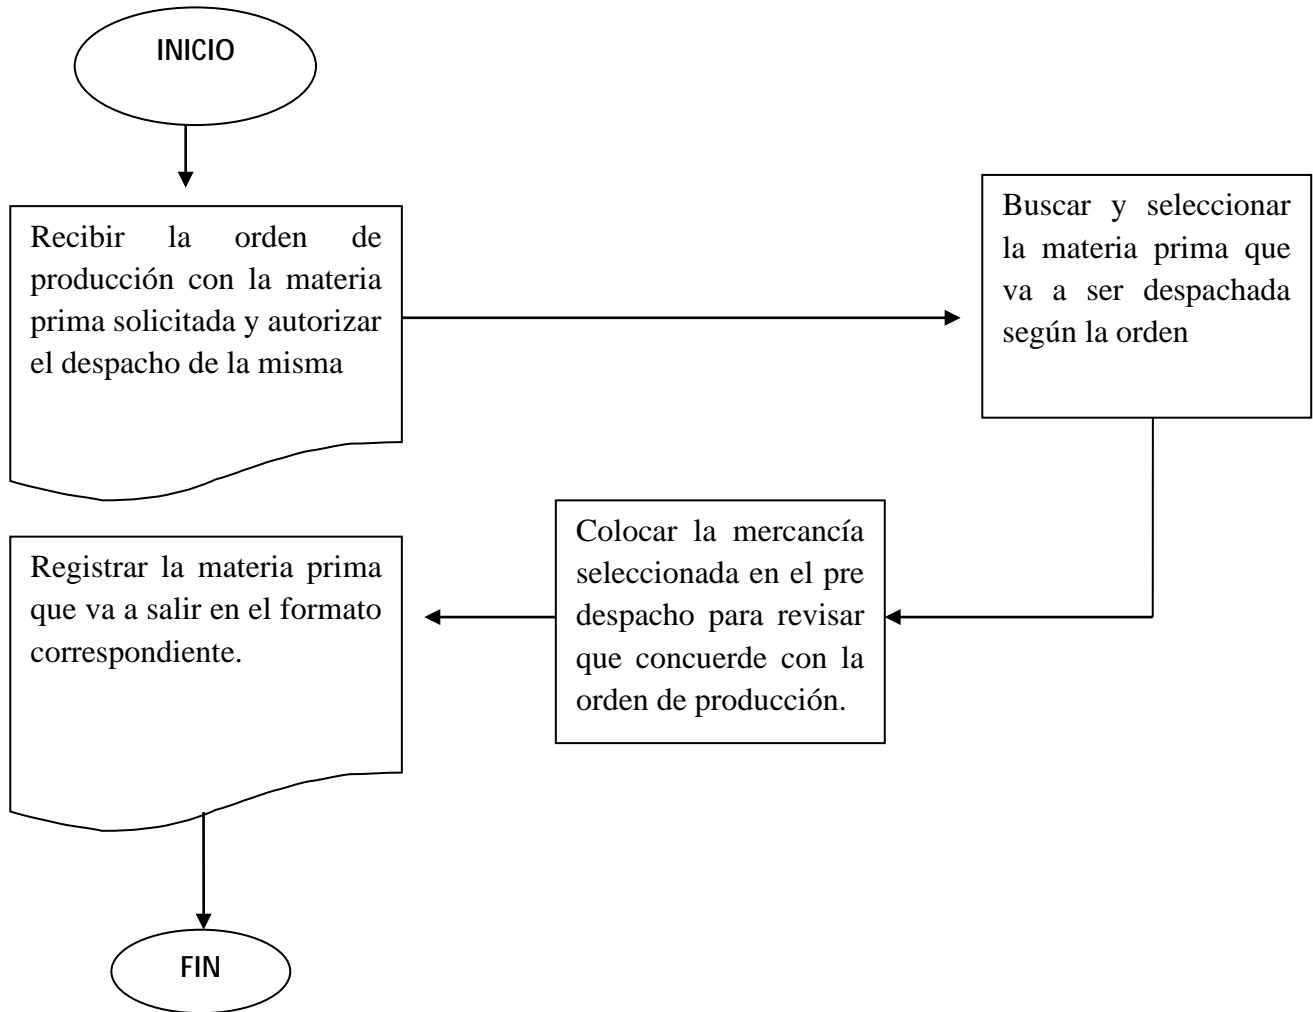 INICIO
Recibir la orden de
producción con la materia
prima solicitada y autorizar
el despacho de la misma
Buscar y seleccionar
la materia prima que
va a ser despachada
según la orden
Colocar la mercancía
seleccionada en el pre
despacho para revisar
que concuerde con la
orden de producción.
Registrar la materia prima
que va a salir en el formato
correspondiente.
FIN